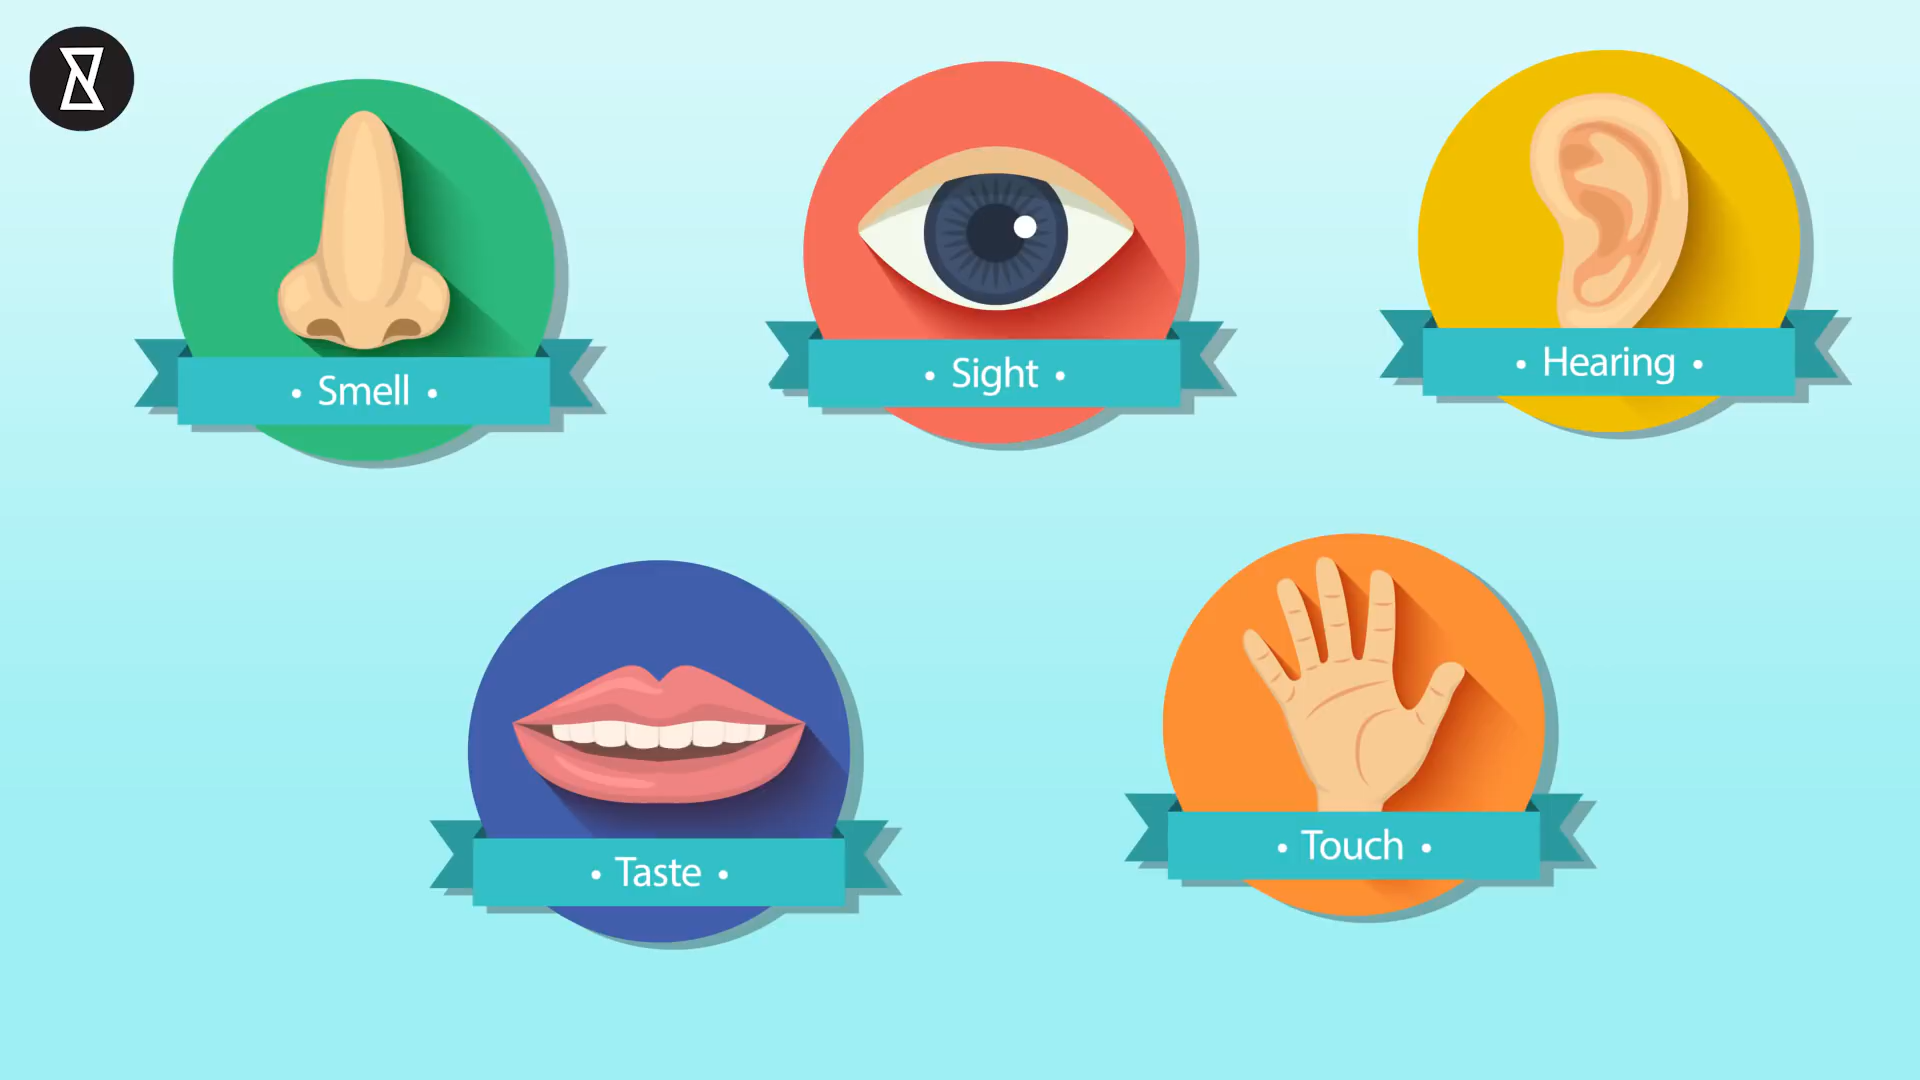 • Smell •
• Sight •
• Hearing •
• Taste •
• Touch •